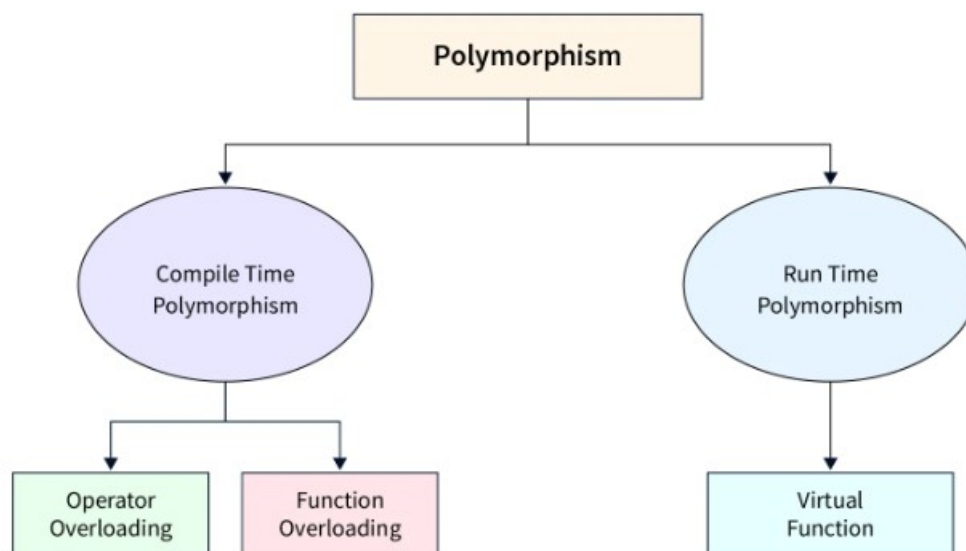 Polymorphism
Compile Time
Polymorphism
Run Time
Polymorphism
Operator
Overloading
Function
Overloading
Virtual
Function